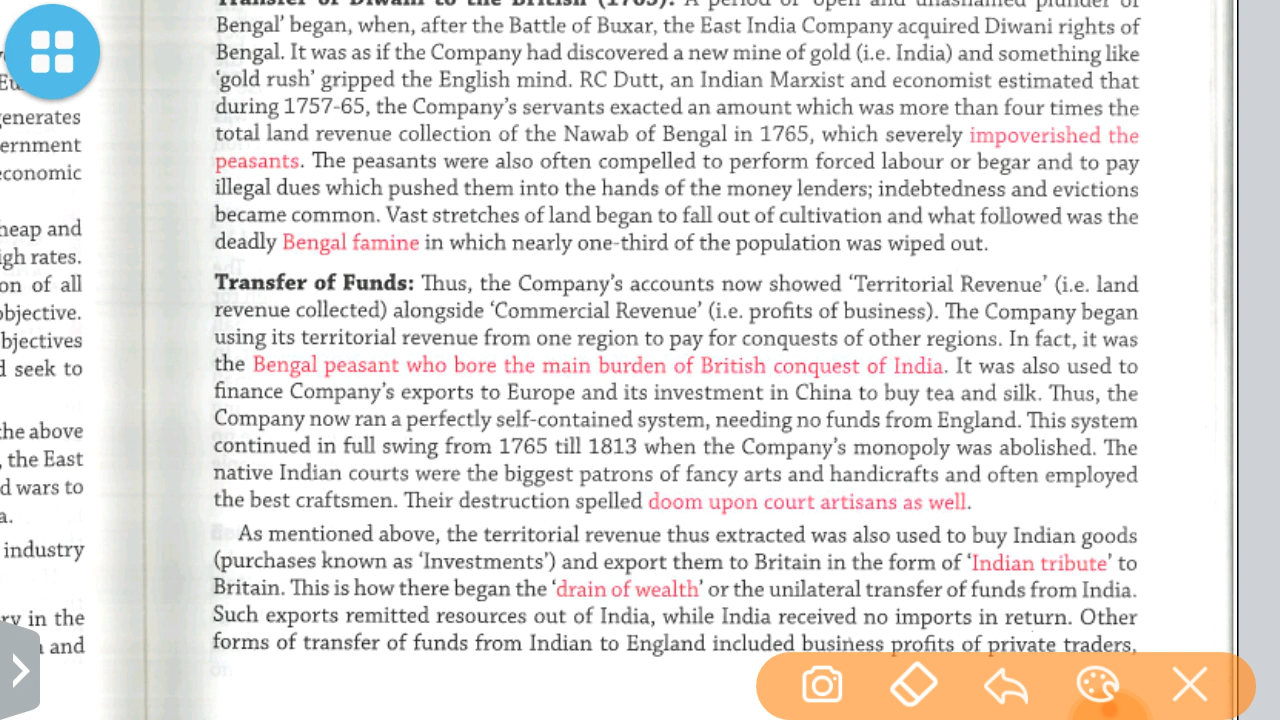 Transfer of Diwani to the British (1765): A period of 'open and unashamed plunder of
Bengal' began, when, after the Battle of Buxar, the East India Company acquired Diwani rights of
Bengal. It was as if the Company had discovered a new mine of gold (i.e. India) and something like
'gold rush' gripped the English mind. RC Dutt, an Indian Marxist and economist estimated that
during 1757-65, the Company's servants exacted an amount which was more than four times the
total land revenue collection of the Nawab of Bengal in 1765, which severely impoverished the
peasants. The peasants were also often compelled to perform forced labour or begar and to pay
illegal dues which pushed them into the hands of the money lenders; indebtedness and evictions
became common. Vast stretches of land began to fall out of cultivation and what followed was the
deadly Bengal famine in which nearly one-third of the population was wiped out.
Transfer of Funds: Thus, the Company's accounts now showed 'Territorial Revenue' (i.e. land
revenue collected) alongside 'Commercial Revenue' (i.e. profits of business). The Company began
using its territorial revenue from one region to pay for conquests of other regions. In fact, it was
the Bengal peasant who bore the main burden of British conquest of India. It was also used to
finance Company's exports to Europe and its investment in China to buy tea and silk. Thus, the
Company now ran a perfectly self-contained system, needing no funds from England. This system
continued in full swing from 1765 till 1813 when the Company's monopoly was abolished. The
native Indian courts were the biggest patrons of fancy arts and handicrafts and often employed
the best craftsmen. Their destruction spelled doom upon court artisans as well.
As mentioned above, the territorial revenue thus extracted was also used to buy Indian goods
(purchases known as 'Investments') and export them to Britain in the form of 'Indian tribute' to
Britain. This is how there began the 'drain of wealth' or the unilateral transfer of funds from India.
Such exports remitted resources out of India, while India received no imports in return. Other
forms of transfer of funds from Indian to England included business profits of private traders,
generates
ernment
economic
heap and
igh rates.
on of all
objective.
bjectives
d seek to
the above
, the East
d wars to
a.
industry
ry in the
and